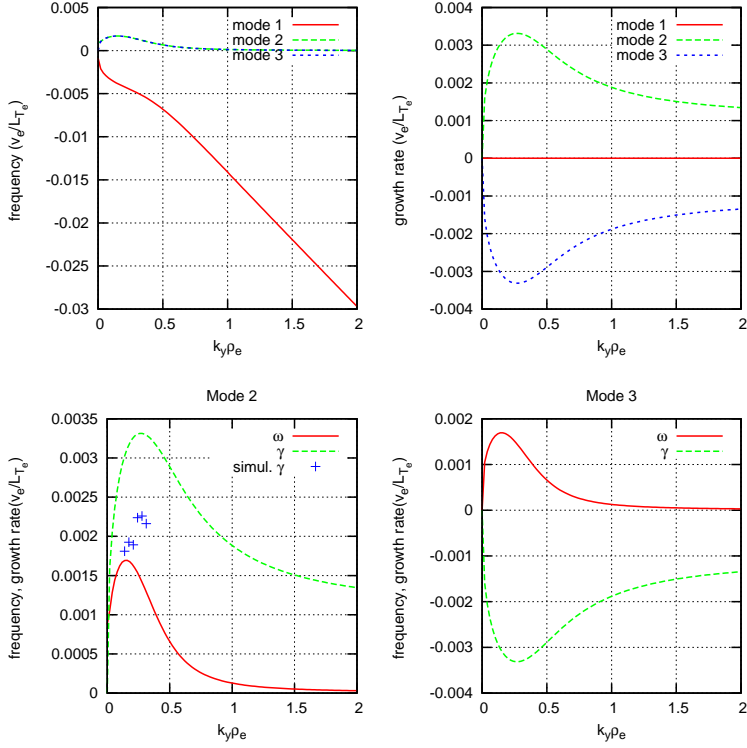 0.005
0
-0.005
-0.01
-0.015
-0.02
-0.025
-0.03
0 0.5 1 1.5 2
frequency (v_e/L_{T_e})
k_yρ_e
mode 1
mode 2
mode 3
0.004
0.003
0.002
0.001
0
-0.001
-0.002
-0.003
-0.004
0 0.5 1 1.5 2
growth rate (v_e/L_{T_e})
k_yρ_e
mode 1
mode 2
mode 3
Mode 2
0.0035
0.003
0.0025
0.002
0.0015
0.001
0.0005
0
0 0.5 1 1.5 2
frequency, growth rate(v_e/L_{T_e})
k_yρ_e
ω
γ
simul. γ
Mode 3
0.002
0.001
0
-0.001
-0.002
-0.003
-0.004
0 0.5 1 1.5 2
frequency, growth rate(v_e/L_{T_e})
k_yρ_e
ω
γ